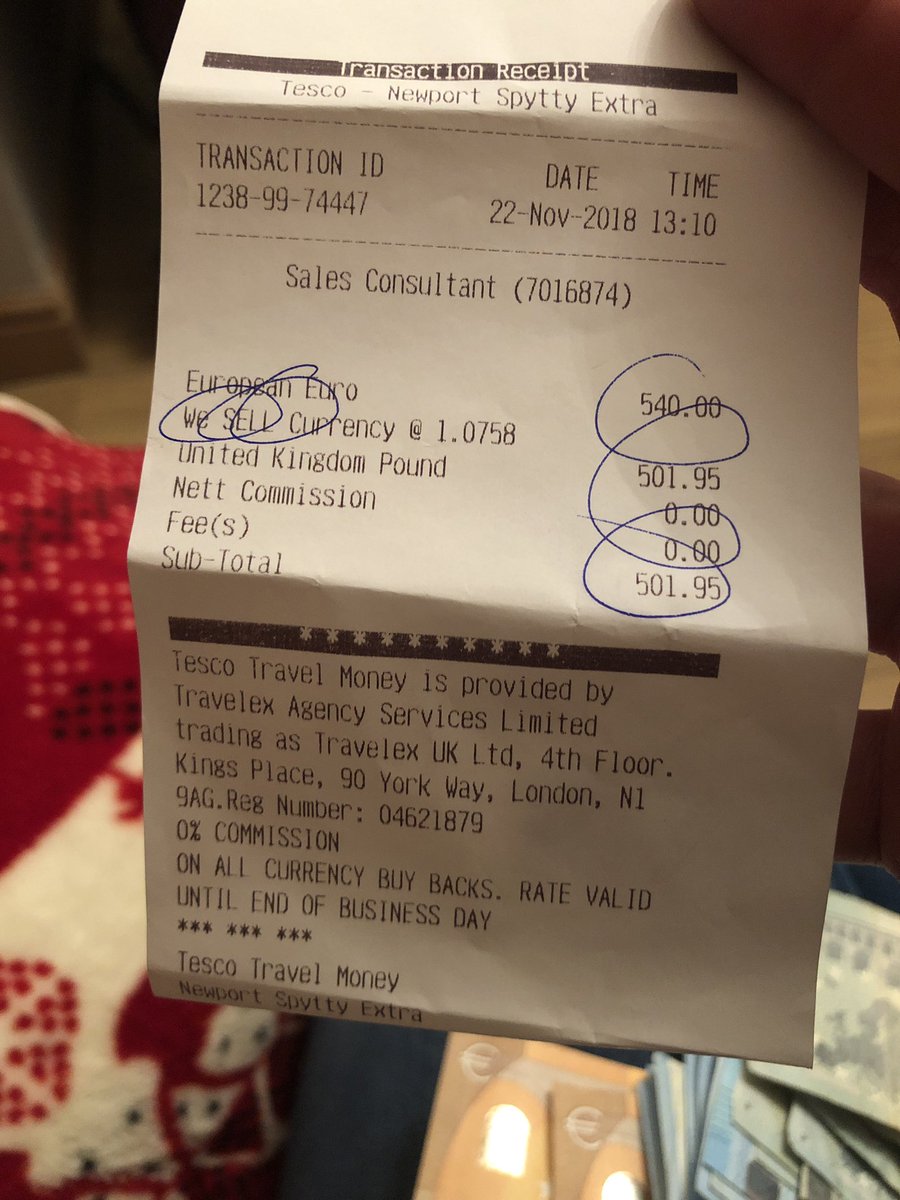 Transaction Receipt
Tesco - Newport Spytty Extra
TRANSACTION ID DATE TIME
1238-99-74447 22-Nov-2018 13:10
Sales Consultant (7016874)
European Euro 540.00
We SELL Currency @ 1.0758
United Kingdom Pound 501.95
Nett Commission 0.00
Fee(s) 0.00
Sub-Total 501.95
* * * * * * * * * *
Tesco Travel Money is provided by
Travelex Agency Services Limited
trading as Travelex UK Ltd, 4th Floor.
Kings Place, 90 York Way, London, N1
9AG.Reg Number: 04621879
0% COMMISSION
ON ALL CURRENCY BUY BACKS. RATE VALID
UNTIL END OF BUSINESS DAY
*** *** ***
Tesco Travel Money
Newport Spytty Extra
€ €